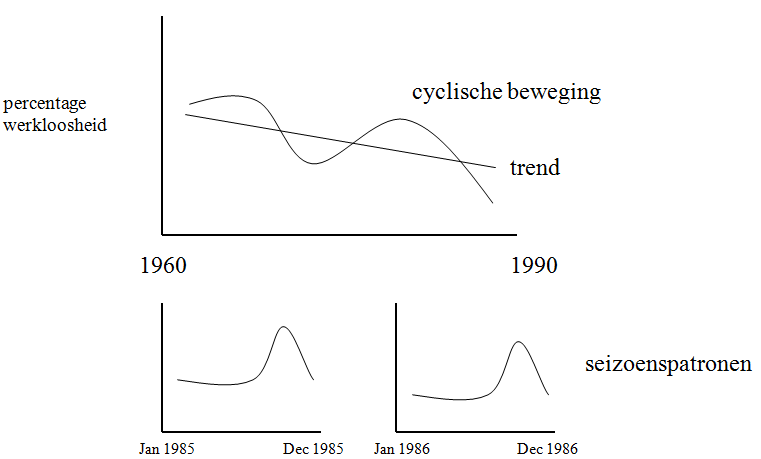 cyclische beweging
percentage
werkloosheid
trend
1960
1990
seizoenspatronen
Jan 1985
Dec 1985
Jan 1986
Dec 1986